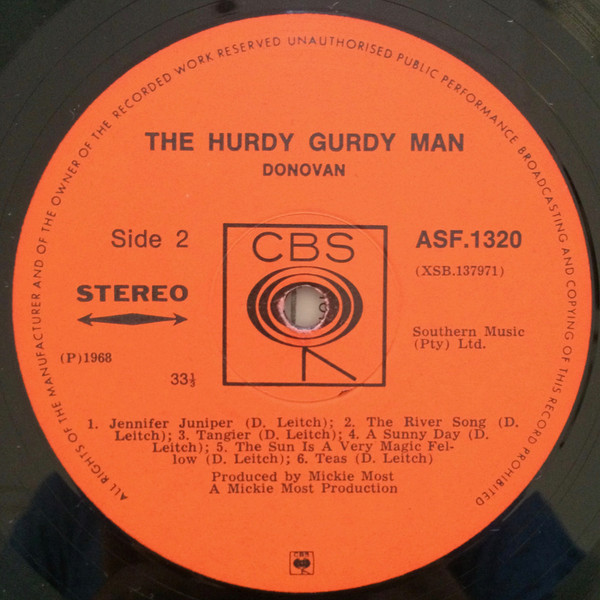 ALL RIGHTS OF THE MANUFACTURER AND OF THE OWNER OF THE RECORDED WORK RESERVED UNAUTHORISED PUBLIC PERFORMANCE BROADCASTING AND COPYING OF THIS RECORD PROHIBITED
THE HURDY GURDY MAN
DONOVAN
Side 2
CBS
ASF.1320
(XSB.137971)
STEREO
Southern Music
(Pty) Ltd.
(P)1968
33⅓
1. Jennifer Juniper (D. Leitch); 2. The River Song (D.
Leitch); 3. Tangier (D. Leitch); 4. A Sunny Day (D.
Leitch); 5. The Sun Is A Very Magic Fel-
low (D. Leitch); 6. Teas (D. Leitch)
Produced by Mickie Most
A Mickie Most Production
CBS